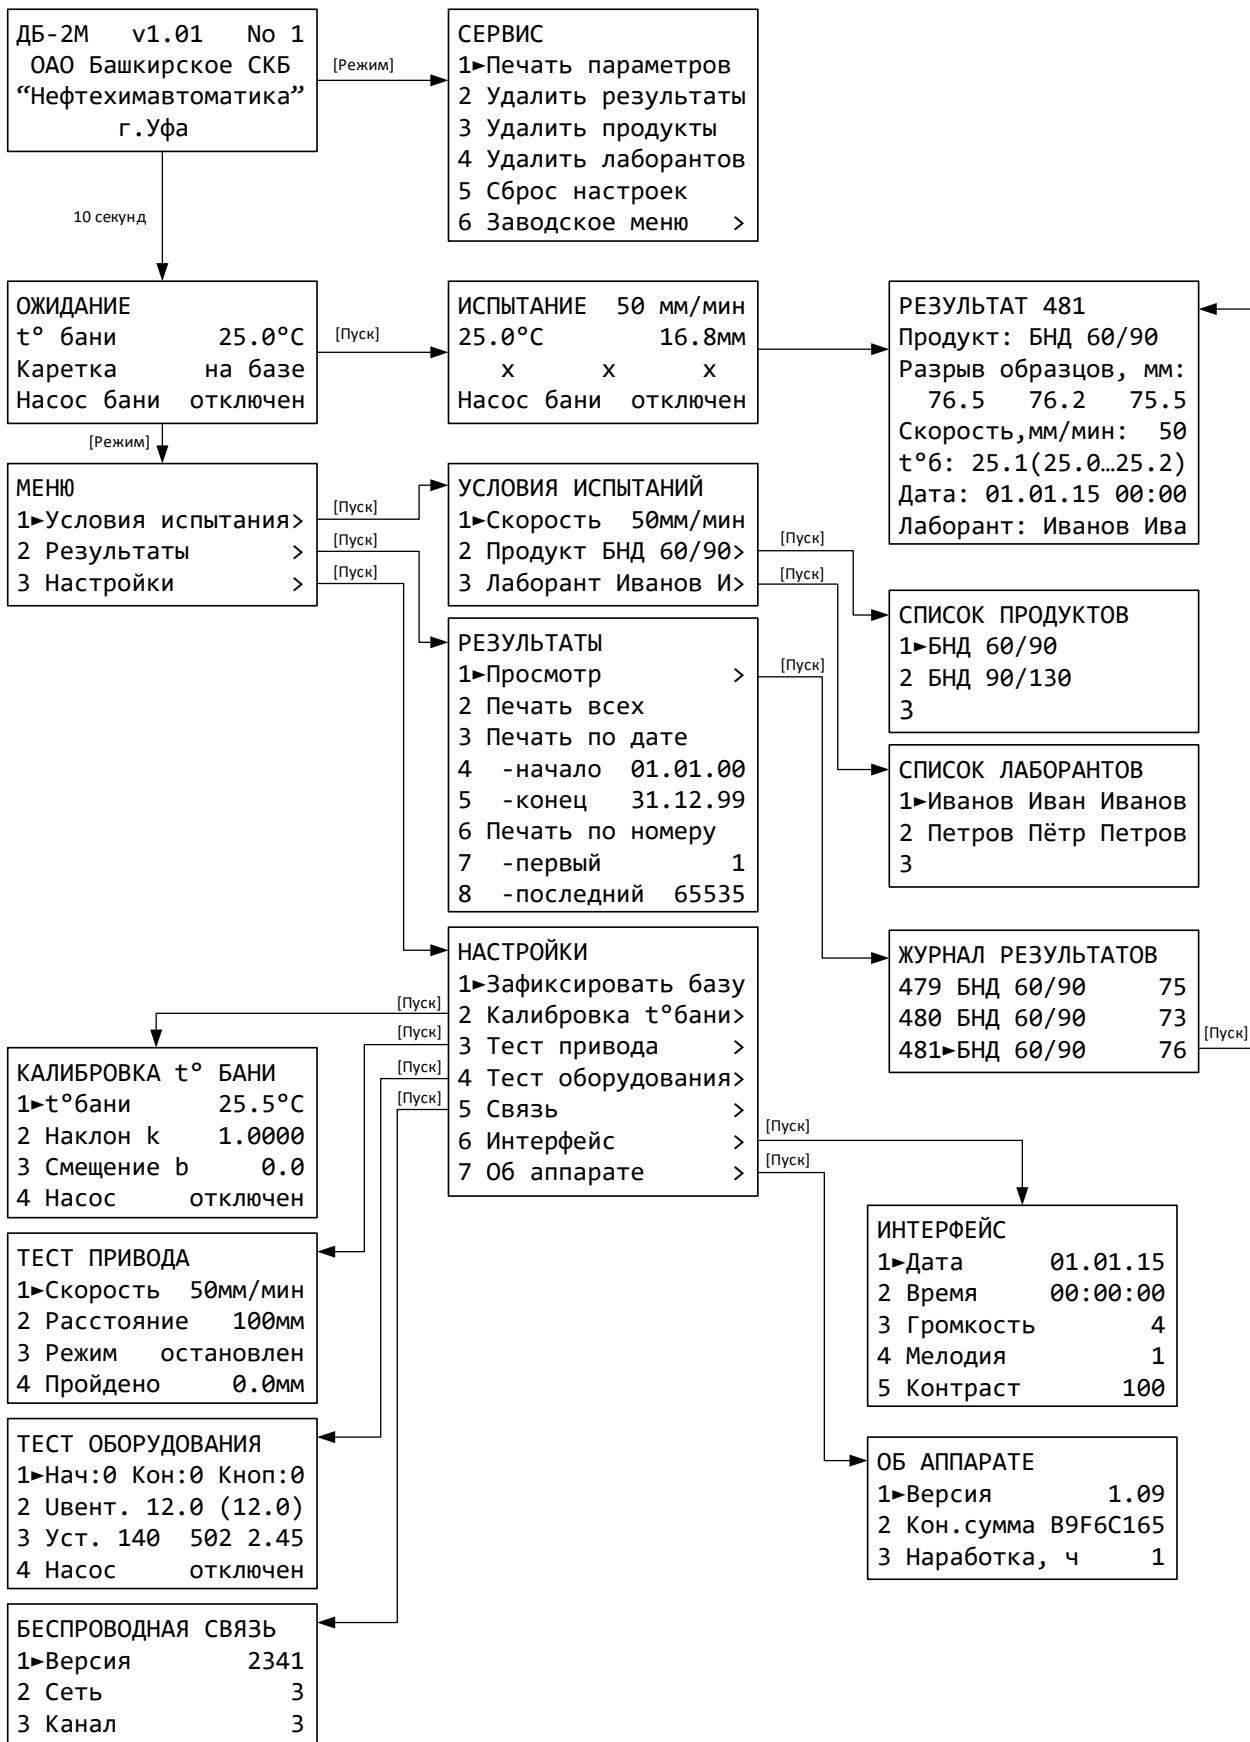 ДБ-2М v1.01 No 1
ОАО Башкирское СКБ
“Нефтехимавтоматика”
г.Уфа
[Режим]
СЕРВИС
1►Печать параметров
2 Удалить результаты
3 Удалить продукты
4 Удалить лаборантов
5 Сброс настроек
6 Заводское меню >
10 секунд
ОЖИДАНИЕ
t° бани 25.0°C
Каретка на базе
Насос бани отключен
[Пуск]
ИСПЫТАНИЕ 50 мм/мин
25.0°C 16.8мм
x x x
Насос бани отключен
РЕЗУЛЬТАТ 481
Продукт: БНД 60/90
Разрыв образцов, мм:
76.5 76.2 75.5
Скорость,мм/мин: 50
t°б: 25.1(25.0…25.2)
Дата: 01.01.15 00:00
Лаборант: Иванов Ива
[Режим]
МЕНЮ
1►Условия испытания>
2 Результаты >
3 Настройки >
[Пуск]
[Пуск]
[Пуск]
УСЛОВИЯ ИСПЫТАНИЙ
1►Скорость 50мм/мин
2 Продукт БНД 60/90>
3 Лаборант Иванов И>
[Пуск]
[Пуск]
СПИСОК ПРОДУКТОВ
1►БНД 60/90
2 БНД 90/130
3
РЕЗУЛЬТАТЫ
1►Просмотр >
2 Печать всех
3 Печать по дате
4 -начало 01.01.00
5 -конец 31.12.99
6 Печать по номеру
7 -первый 1
8 -последний 65535
[Пуск]
СПИСОК ЛАБОРАНТОВ
1►Иванов Иван Иванов
2 Петров Пётр Петров
3
ЖУРНАЛ РЕЗУЛЬТАТОВ
479 БНД 60/90 75
480 БНД 60/90 73
481►БНД 60/90 76
[Пуск]
НАСТРОЙКИ
1►Зафиксировать базу
2 Калибровка t°бани>
3 Тест привода >
4 Тест оборудования>
5 Связь >
6 Интерфейс >
7 Об аппарате >
[Пуск]
[Пуск]
[Пуск]
[Пуск]
[Пуск]
[Пуск]
КАЛИБРОВКА t° БАНИ
1►t°бани 25.5°C
2 Наклон k 1.0000
3 Смещение b 0.0
4 Насос отключен
ТЕСТ ПРИВОДА
1►Скорость 50мм/мин
2 Расстояние 100мм
3 Режим остановлен
4 Пройдено 0.0мм
ИНТЕРФЕЙС
1►Дата 01.01.15
2 Время 00:00:00
3 Громкость 4
4 Мелодия 1
5 Контраст 100
ТЕСТ ОБОРУДОВАНИЯ
1►Нач:0 Кон:0 Кноп:0
2 Uвент. 12.0 (12.0)
3 Уст. 140 502 2.45
4 Насос отключен
ОБ АППАРАТЕ
1►Версия 1.09
2 Кон.сумма B9F6C165
3 Наработка, ч 1
БЕСПРОВОДНАЯ СВЯЗЬ
1►Версия 2341
2 Сеть 3
3 Канал 3